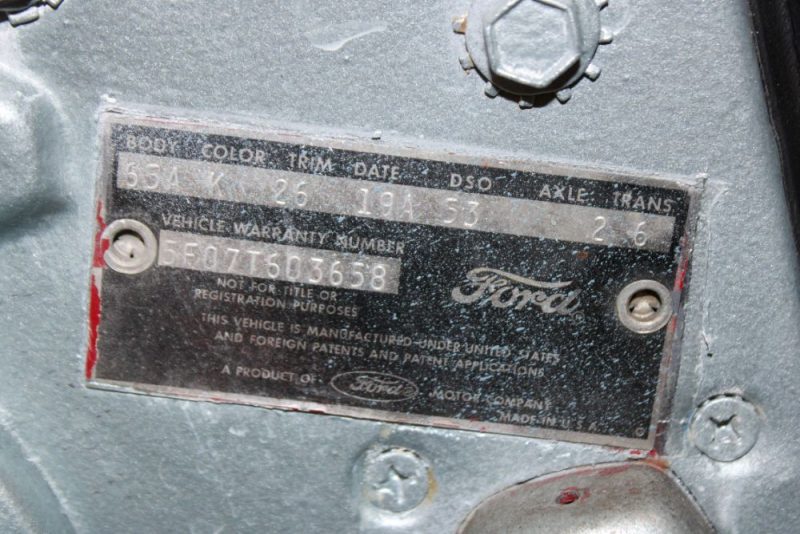 BODY COLOR TRIM DATE DSO AXLE TRANS
65A K 26 19A 53 2 6
VEHICLE WARRANTY NUMBER
5F07T603658
NOT FOR TITLE OR
REGISTRATION PURPOSES
Ford
THIS VEHICLE IS MANUFACTURED UNDER UNITED STATES
AND FOREIGN PATENTS AND PATENT APPLICATIONS
A PRODUCT OF Ford MOTOR COMPANY
MADE IN U.S.A.